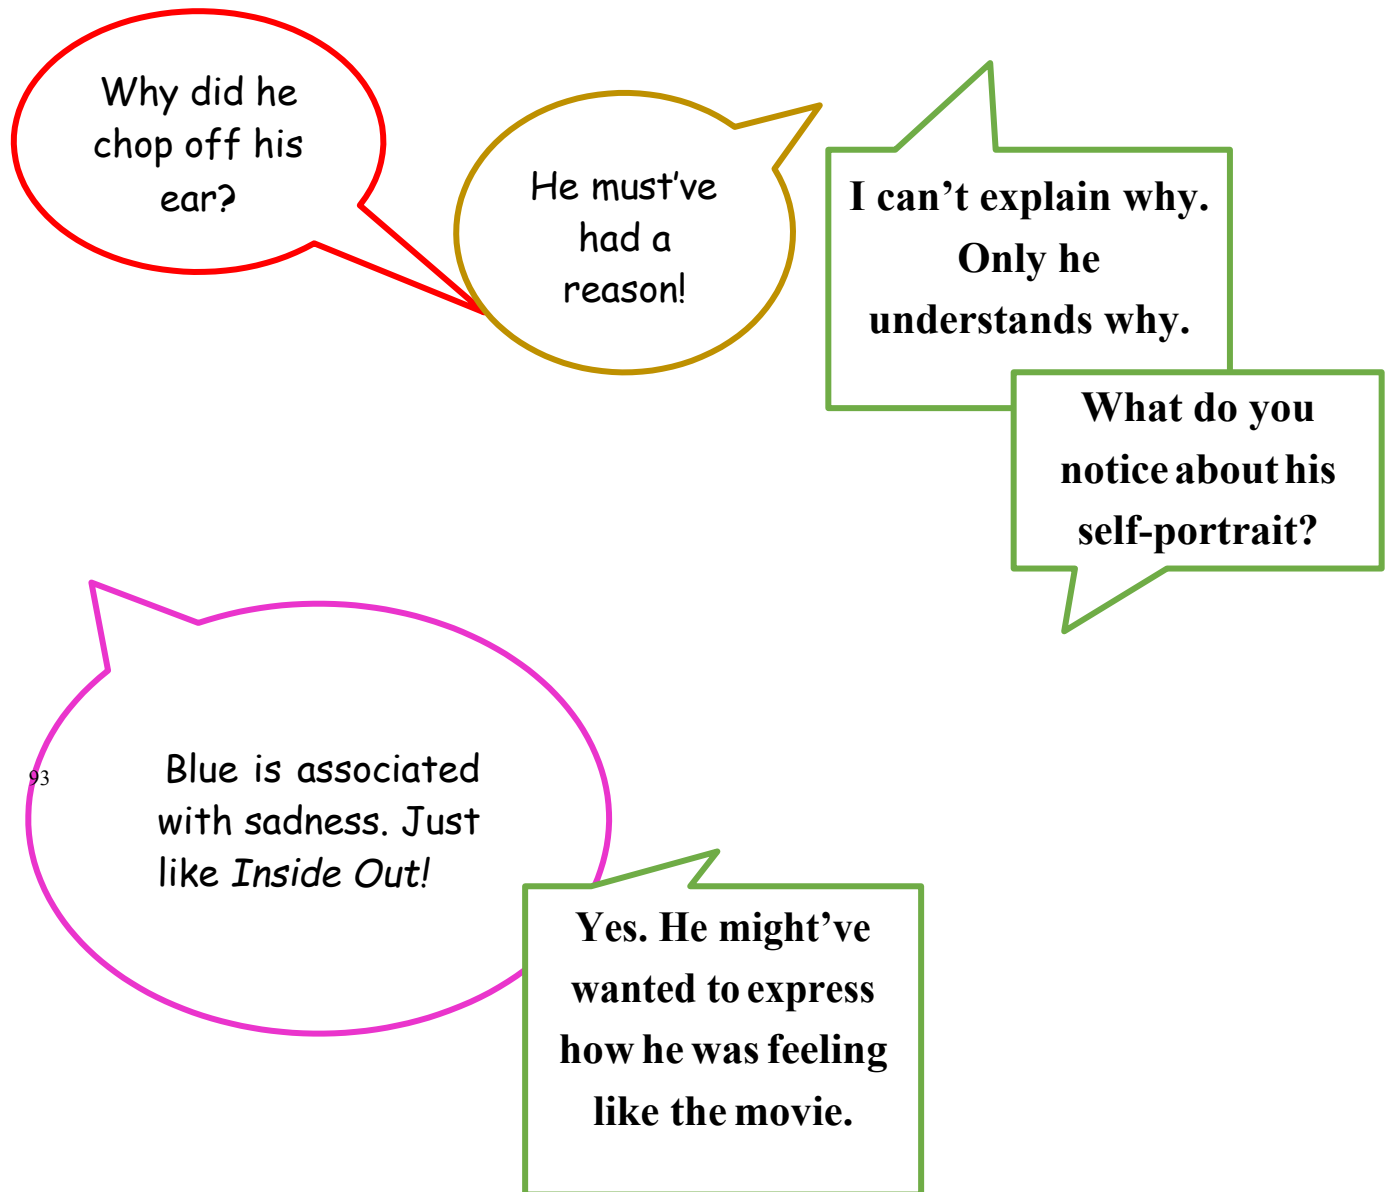 Why did he
chop off his
ear?
He must've
had a
reason!
I can’t explain why.
Only he
understands why.
What do you
notice about his
self-portrait?
93
Blue is associated
with sadness. Just
like Inside Out!
Yes. He might’ve
wanted to express
how he was feeling
like the movie.